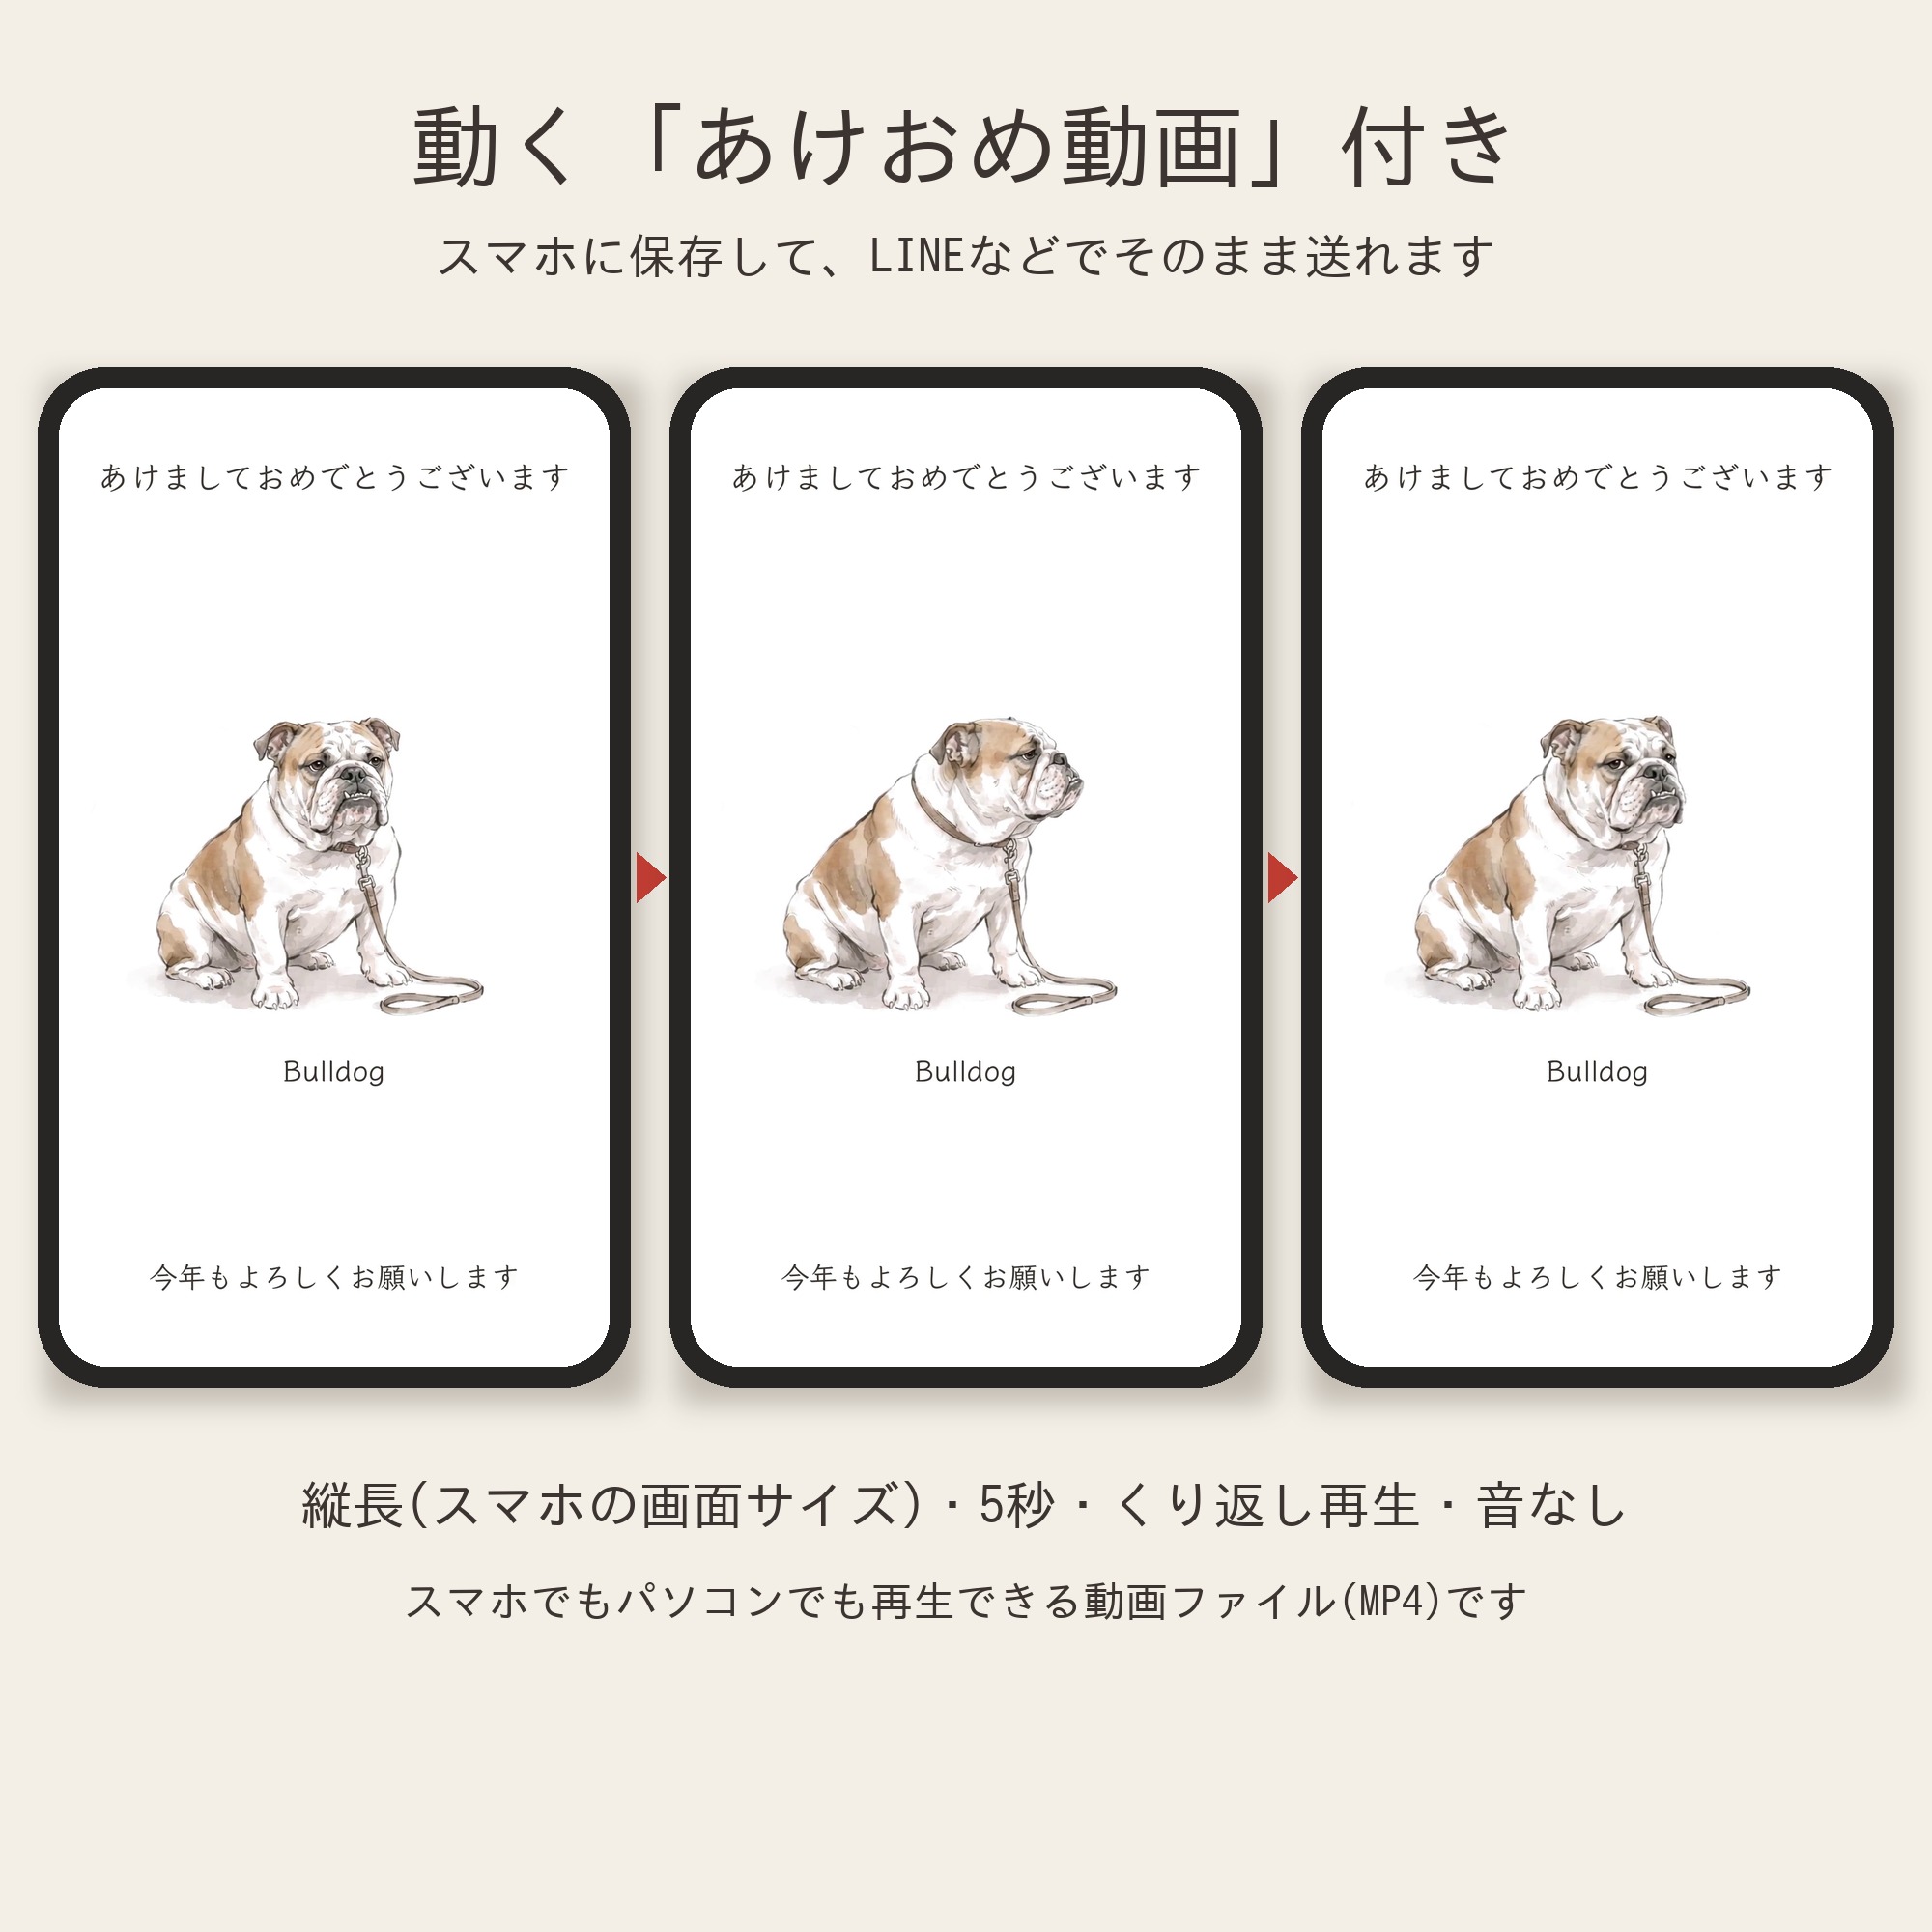 動く「あけおめ動画」付き
スマホに保存して、LINEなどでそのまま送れます
あけましておめでとうございます
Bulldog
今年もよろしくお願いします
あけましておめでとうございます
Bulldog
今年もよろしくお願いします
あけましておめでとうございます
Bulldog
今年もよろしくお願いします
縦長(スマホの画面サイズ)・5秒・くり返し再生・音なし
スマホでもパソコンでも再生できる動画ファイル(MP4)です